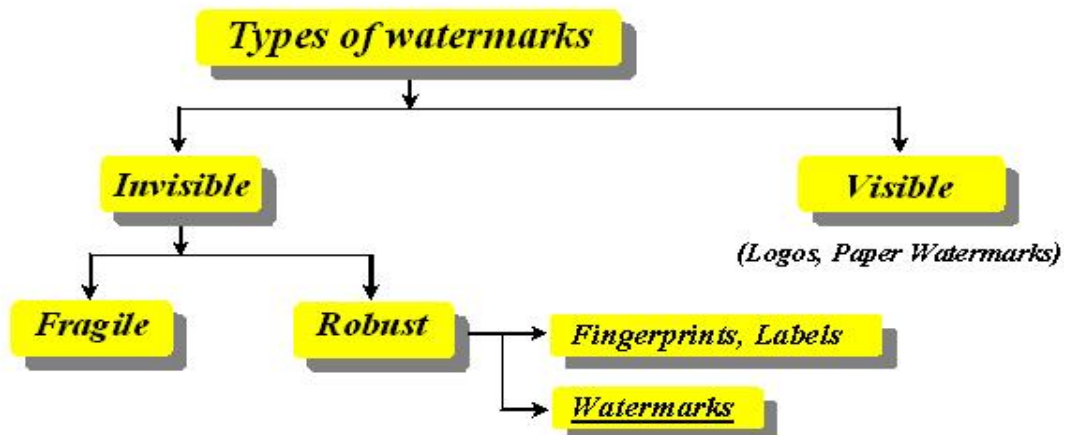 Types of watermarks
Invisible
Visible
(Logos, Paper Watermarks)
Fragile
Robust
Fingerprints, Labels
Watermarks